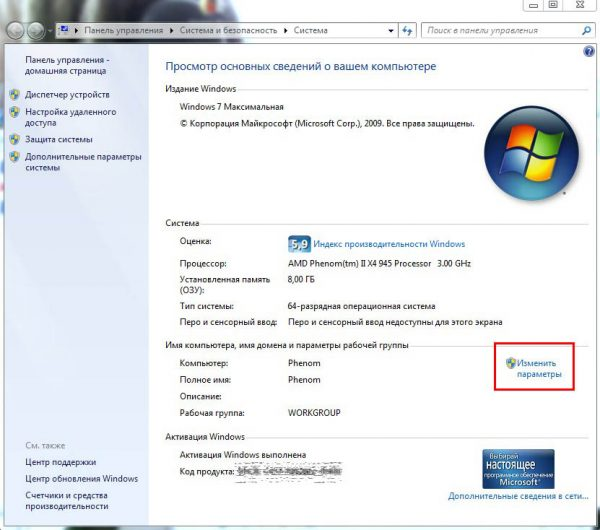 Панель управления
Система и безопасность
Система
Поиск в панели управления
Панель управления -
домашняя страница
Диспетчер устройств
Настройка удаленного
доступа
Защита системы
Дополнительные параметры
системы
См. также
Центр поддержки
Центр обновления Windows
Счетчики и средства
производительности
Просмотр основных сведений о вашем компьютере
Издание Windows
Windows 7 Максимальная
© Корпорация Майкрософт (Microsoft Corp.), 2009. Все права защищены.
Система
Оценка: 5,9 Индекс производительности Windows
Процессор: AMD Phenom(tm) II X4 945 Processor 3.00 GHz
Установленная память 8,00 ГБ
(ОЗУ):
Тип системы: 64-разрядная операционная система
Перо и сенсорный ввод: Перо и сенсорный ввод недоступны для этого экрана
Имя компьютера, имя домена и параметры рабочей группы
Компьютер: Phenom
Изменить
параметры
Полное имя: Phenom
Описание:
Рабочая группа: WORKGROUP
Активация Windows
Активация Windows выполнена
Код продукта:
выбирай
настоящее
программное обеспечение
Microsoft
Дополнительные сведения в сети...